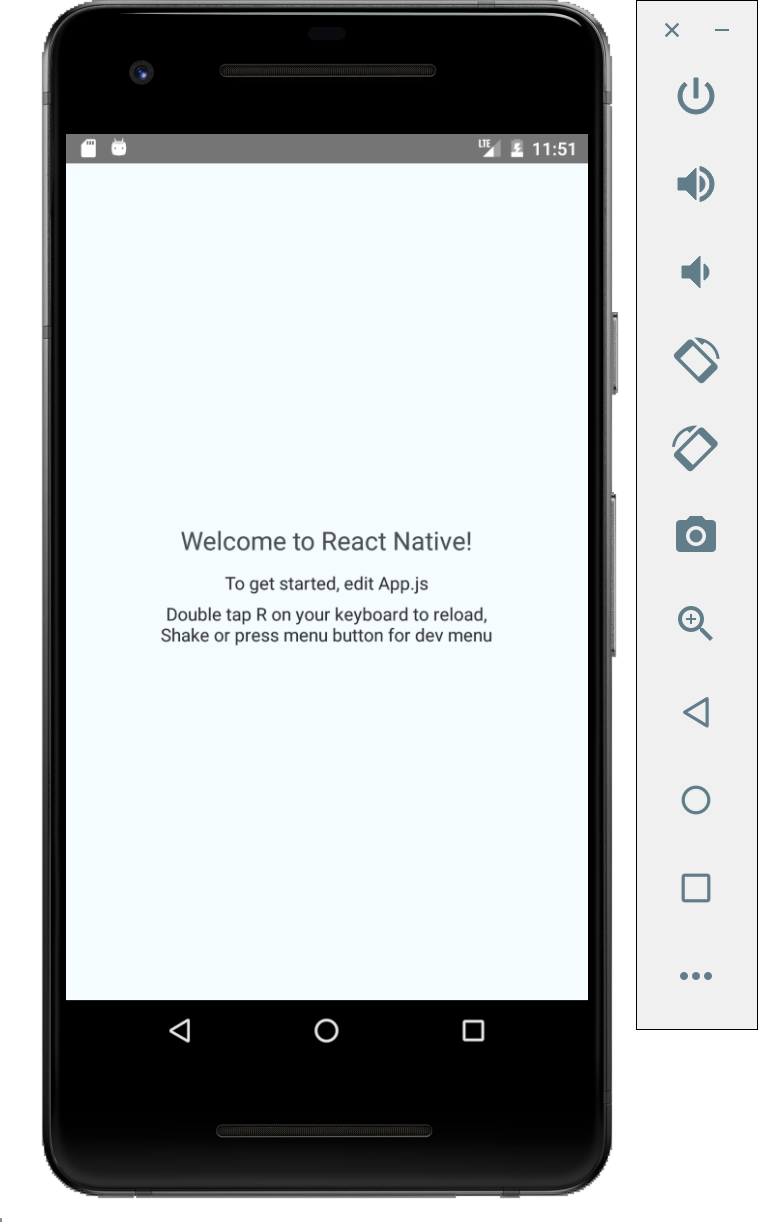 LTE 11:51
Welcome to React Native!
To get started, edit App.js
Double tap R on your keyboard to reload,
Shake or press menu button for dev menu